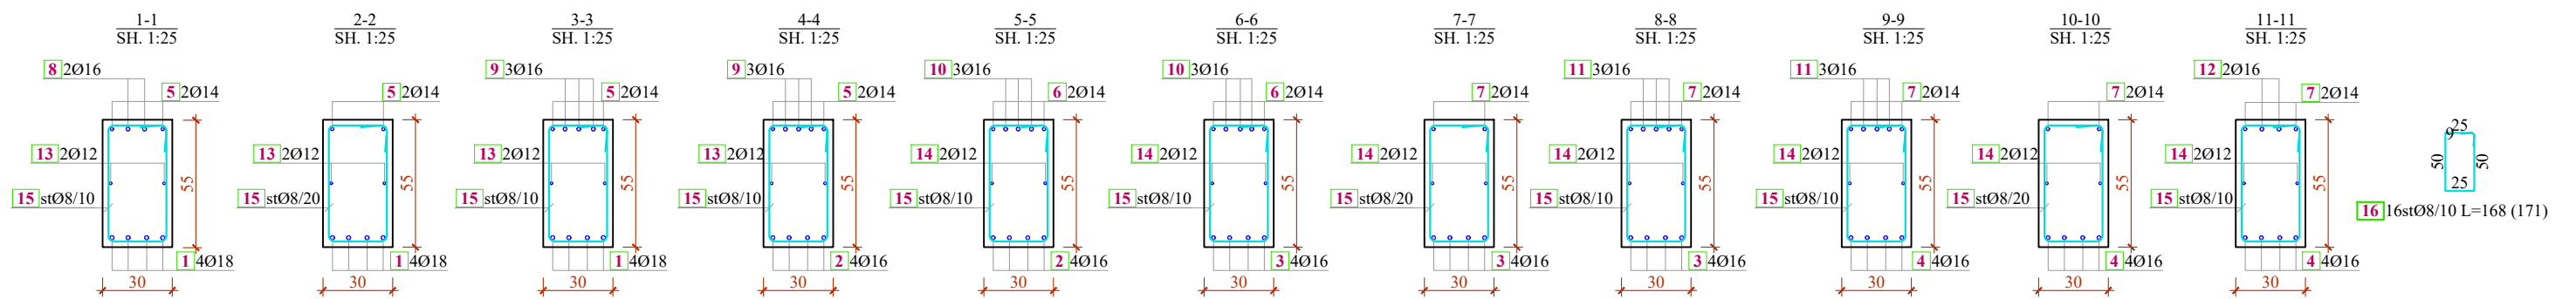 1-1
SH. 1:25
8 2Ø16
5 2Ø14
13 2Ø12
15 stØ8/10
55
1 4Ø18
30
2-2
SH. 1:25
5 2Ø14
13 2Ø12
15 stØ8/20
55
1 4Ø18
30
3-3
SH. 1:25
9 3Ø16
5 2Ø14
13 2Ø12
15 stØ8/10
55
1 4Ø18
30
4-4
SH. 1:25
9 3Ø16
5 2Ø14
13 2Ø12
15 stØ8/10
55
2 4Ø16
30
5-5
SH. 1:25
10 3Ø16
6 2Ø14
14 2Ø12
15 stØ8/10
55
2 4Ø16
30
6-6
SH. 1:25
10 3Ø16
6 2Ø14
14 2Ø12
15 stØ8/10
55
3 4Ø16
30
7-7
SH. 1:25
7 2Ø14
14 2Ø12
15 stØ8/20
55
3 4Ø16
30
8-8
SH. 1:25
11 3Ø16
7 2Ø14
14 2Ø12
15 stØ8/10
55
3 4Ø16
30
9-9
SH. 1:25
11 3Ø16
7 2Ø14
14 2Ø12
15 stØ8/10
55
4 4Ø16
30
10-10
SH. 1:25
7 2Ø14
14 2Ø12
15 stØ8/20
55
4 4Ø16
30
11-11
SH. 1:25
12 2Ø16
7 2Ø14
14 2Ø12
15 stØ8/10
55
4 4Ø16
30
25
9
50
50
25
16 16stØ8/10 L=168 (171)